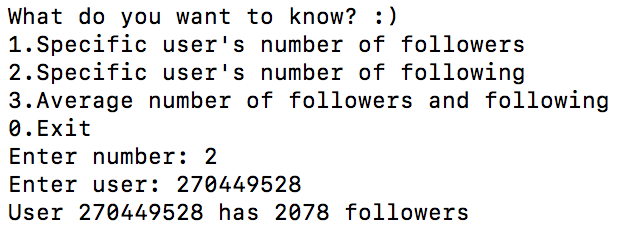 What do you want to know? :)
1.Specific user's number of followers
2.Specific user's number of following
3.Average number of followers and following
0.Exit
Enter number: 2
Enter user: 270449528
User 270449528 has 2078 followers